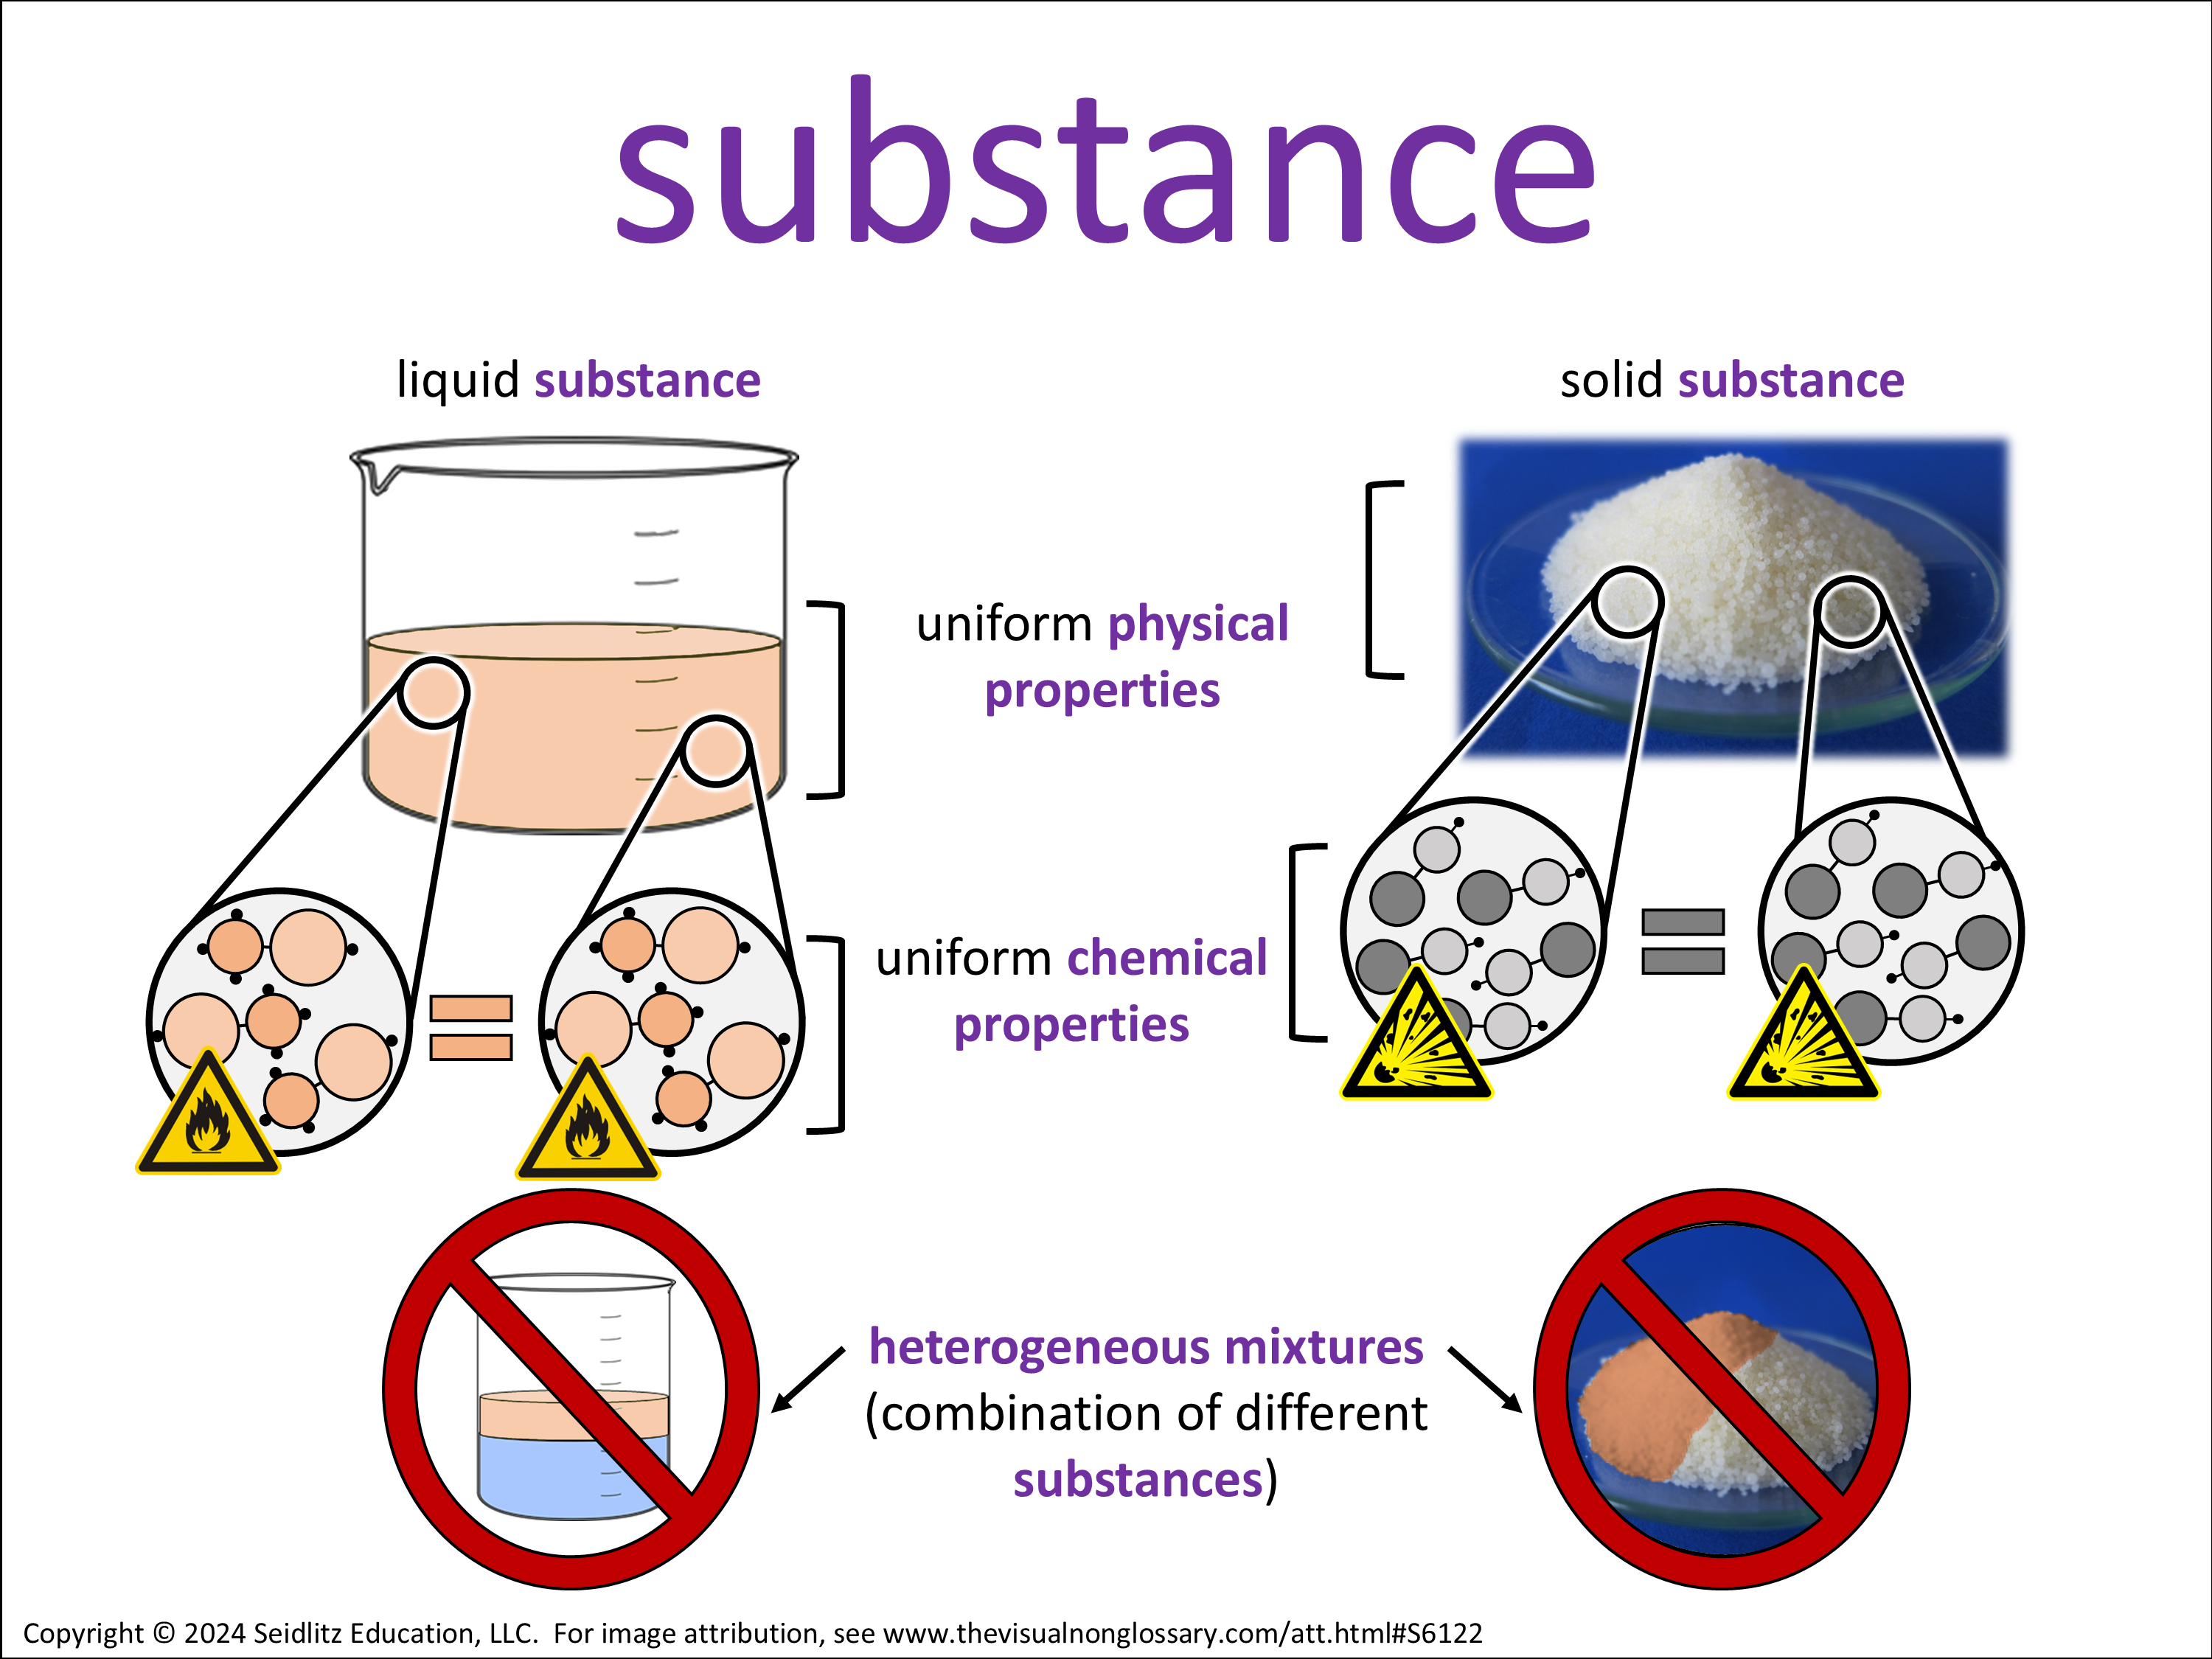 substance
liquid substance
solid substance
uniform physical
properties
uniform chemical
properties
heterogeneous mixtures
(combination of different
substances)
Copyright © 2024 Seidlitz Education, LLC.  For image attribution, see www.thevisualnonglossary.com/att.html#S6122